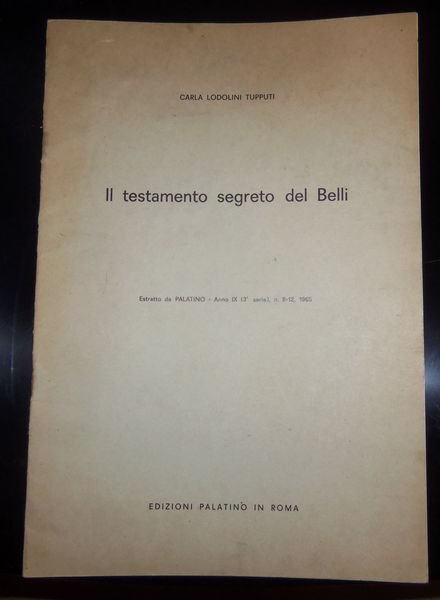 CARLA LODOLINI TUPPUTI
Il testamento segreto del Belli
Estratto da PALATINO - Anno IX (3ª serie), n. 8-12, 1965
EDIZIONI PALATINO IN ROMA